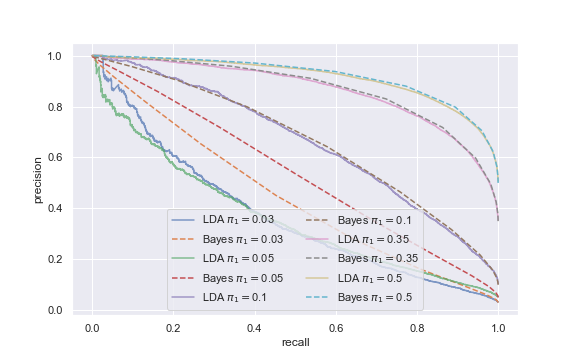 1.0
0.8
0.6
0.4
0.2
0.0
precision
LDA π₁ = 0.03
Bayes π₁ = 0.03
LDA π₁ = 0.05
Bayes π₁ = 0.05
LDA π₁ = 0.1
Bayes π₁ = 0.1
LDA π₁ = 0.35
Bayes π₁ = 0.35
LDA π₁ = 0.5
Bayes π₁ = 0.5
0.0 0.2 0.4 0.6 0.8 1.0
recall